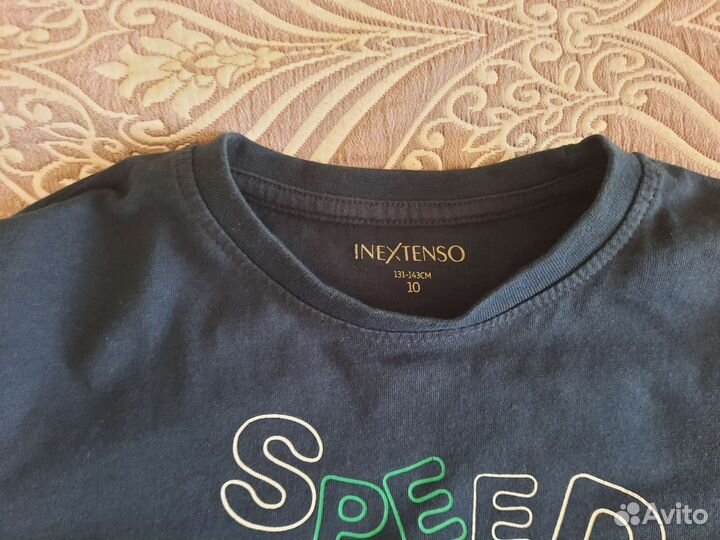 INEXTENSO
131-143CM
10
SPEED
Avito